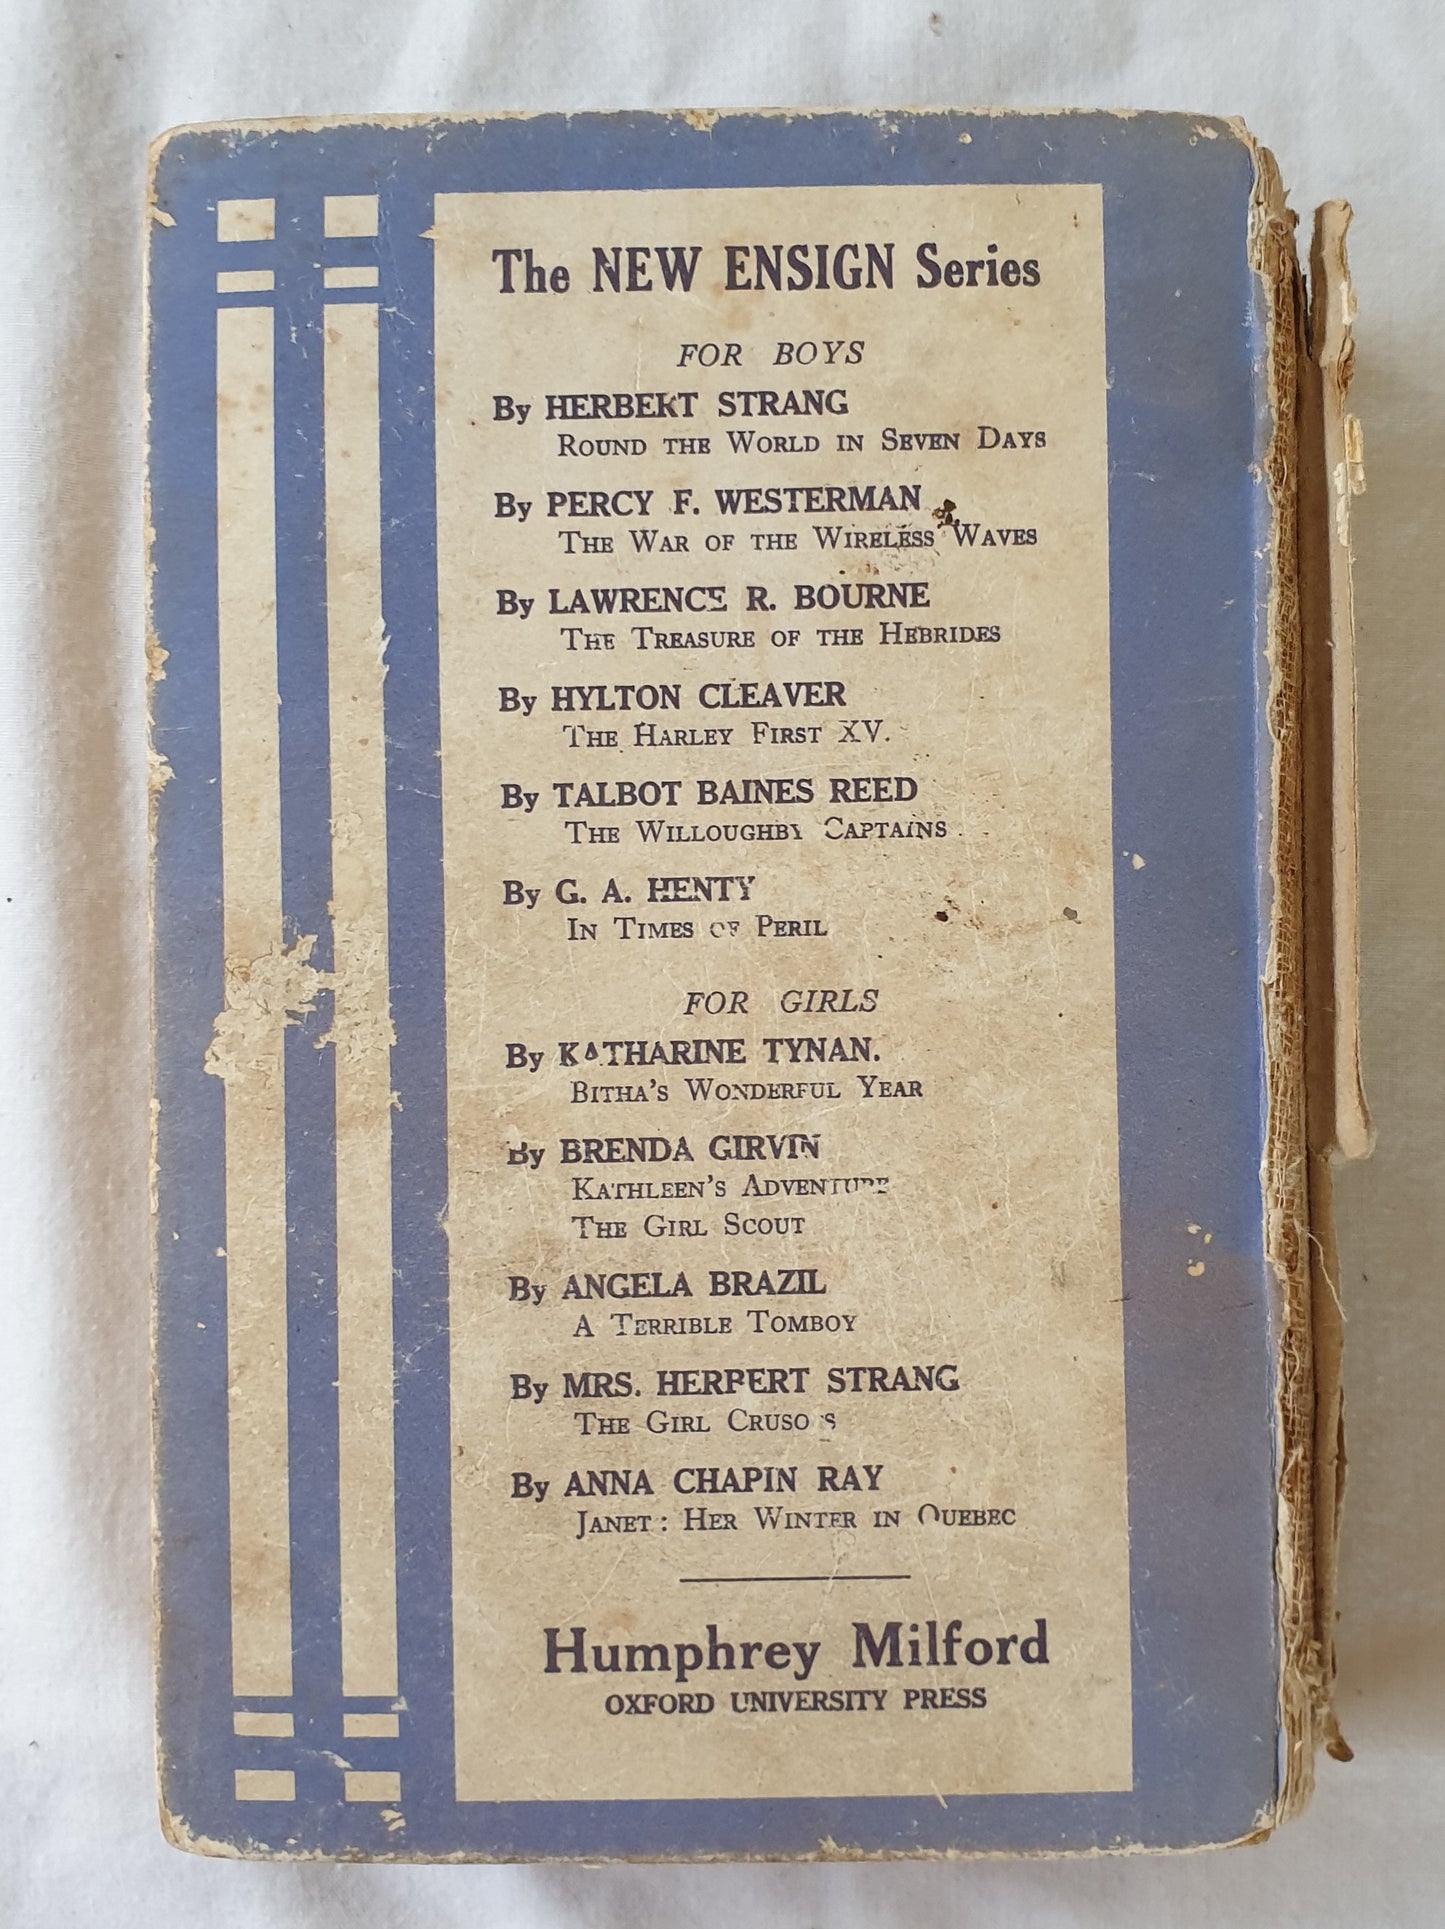 The NEW ENSIGN Series
FOR BOYS
By HERBERT STRANG
ROUND THE WORLD IN SEVEN DAYS
By PERCY F. WESTERMAN
THE WAR OF THE WIRELESS WAVES
By LAWRENCE R. BOURNE
THE TREASURE OF THE HEBRIDES
By HYLTON CLEAVER
THE HARLEY FIRST XV.
By TALBOT BAINES REED
THE WILLOUGHBY CAPTAINS
By G. A. HENTY
IN TIMES OF PERIL
FOR GIRLS
By KATHARINE TYNAN.
BITHA'S WONDERFUL YEAR
By BRENDA GIRVIN
KATHLEEN'S ADVENTURE
THE GIRL SCOUT
By ANGELA BRAZIL
A TERRIBLE TOMBOY
By MRS. HERBERT STRANG
THE GIRL CRUSOES
By ANNA CHAPIN RAY
JANET: HER WINTER IN QUEBEC
Humphrey Milford
OXFORD UNIVERSITY PRESS